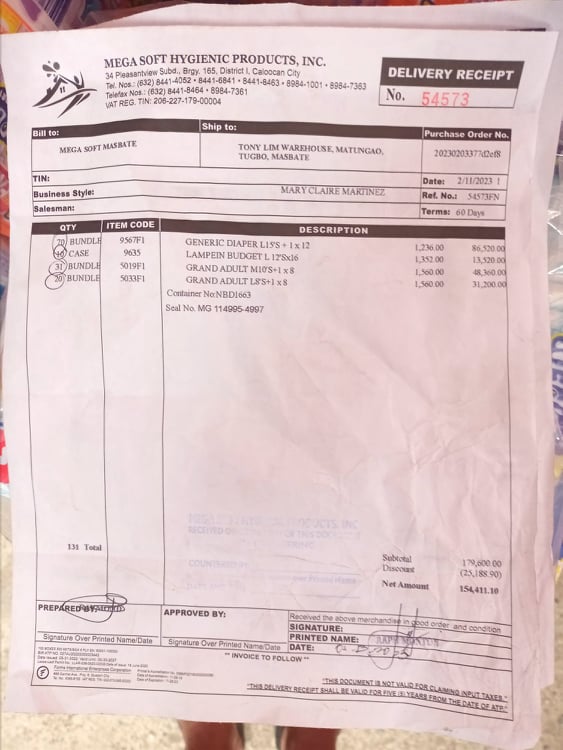 MEGA SOFT HYGIENIC PRODUCTS, INC.
34 Pleasantview Subd., Brgy. 165, District I, Caloocan City
Tel. Nos.: (632) 8441-4052 • 8441-6841 • 8441-8463 • 8984-1001 • 8984-7363
Telefax Nos.: (632) 8441-8464 • 8984-7361
VAT REG. TIN: 206-227-179-00004
DELIVERY RECEIPT
No. 54573
Bill to:
MEGA SOFT MASBATE
Ship to:
TONY LIM WAREHOUSE, MATUNGAO,
TUGBO, MASBATE
Purchase Order No.
20230203377d2ef8
TIN:
Date: 2/11/2023
Business Style:
MARY CLAIRE MARTINEZ
Ref. No.: 54573FN
Salesman:
Terms: 60 Days
QTY ITEM CODE DESCRIPTION
70 BUNDLE 9567F1 GENERIC DIAPER L15'S + 1 x 12 1,236.00 86,520.00
10 CASE 9635 LAMPEIN BUDGET L 12'Sx16 1,352.00 13,520.00
31 BUNDLE 5019F1 GRAND ADULT M10'S+1 x 8 1,560.00 48,360.00
20 BUNDLE 5033F1 GRAND ADULT L8'S+1 x 8 1,560.00 31,200.00
Container No:NBD1663
Seal No. MG 114995-4997
MEGA SOFT HYGIENIC PRODUCTS, INC
131 Total
Subtotal 179,600.00
Discount (25,188.90)
Net Amount 154,411.10
PREPARED BY:
APPROVED BY:
Received the above merchandise in good order and condition
SIGNATURE:
PRINTED NAME:
DATE:
Signature Over Printed Name/Date
Signature Over Printed Name/Date
** INVOICE TO FOLLOW **
"THIS DOCUMENT IS NOT VALID FOR CLAIMING INPUT TAXES."
"THIS DELIVERY RECEIPT SHALL BE VALID FOR FIVE (5) YEARS FROM THE DATE OF ATP."
Forms International Enterprises Corporation